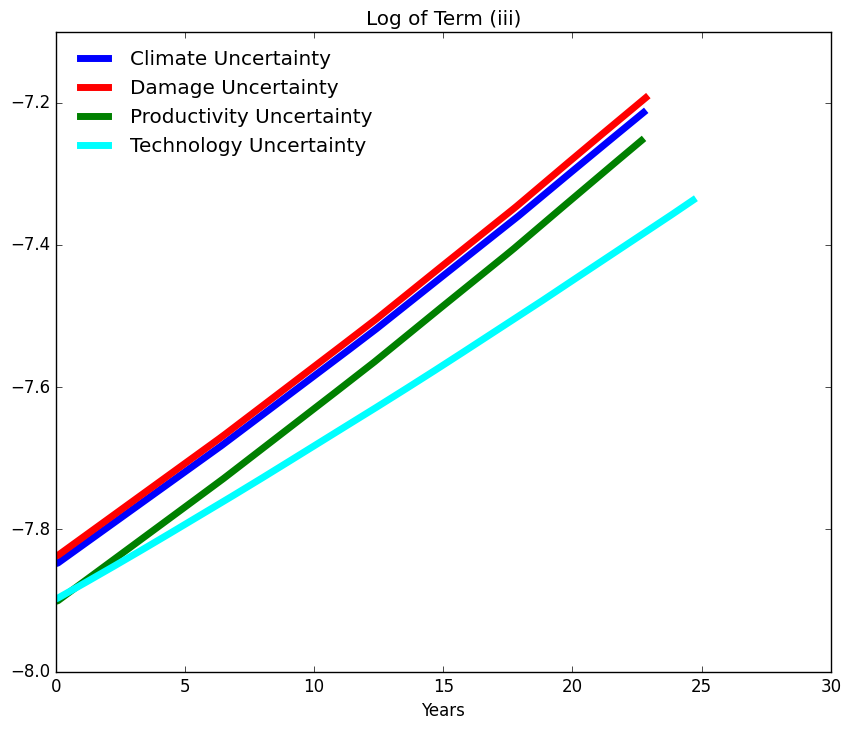 Log of Term (iii)
Climate Uncertainty
Damage Uncertainty
Productivity Uncertainty
Technology Uncertainty
−7.2
−7.4
−7.6
−7.8
−8.0
0 5 10 15 20 25 30
Years